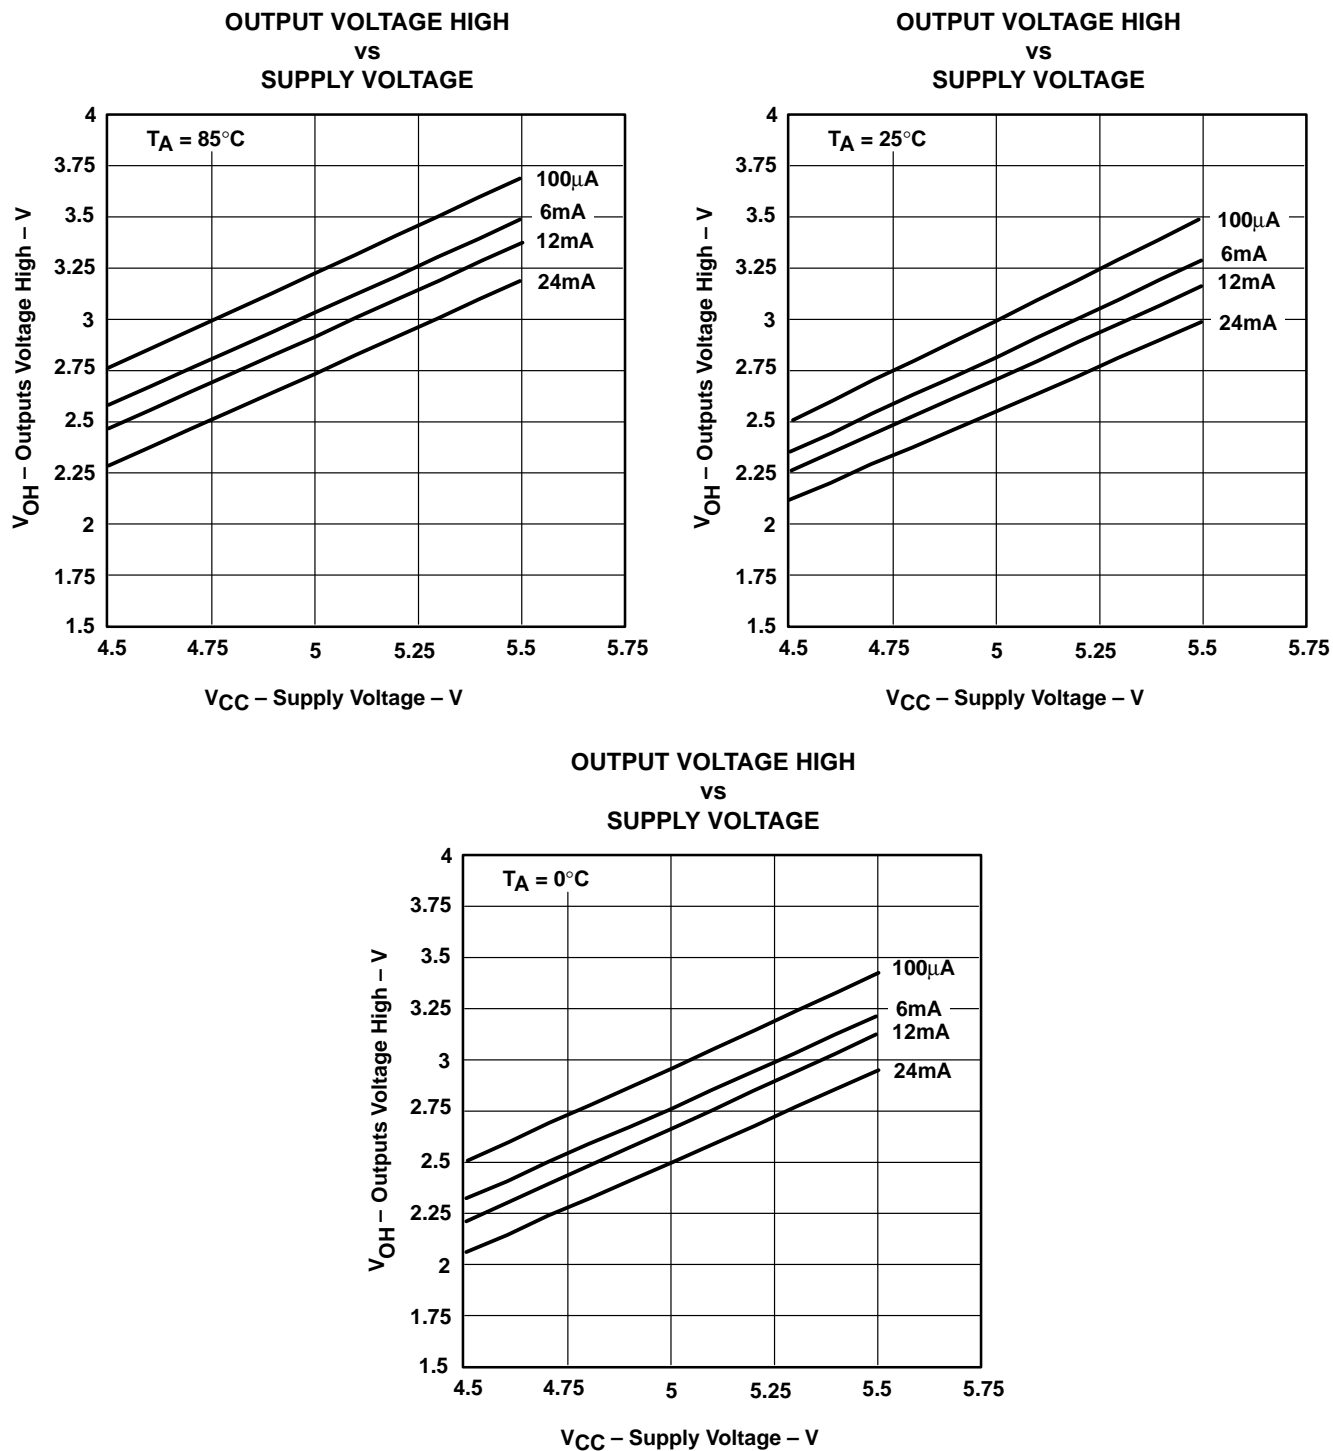 OUTPUT VOLTAGE HIGH
vs
SUPPLY VOLTAGE
TA = 85°C
4
3.75
3.5
3.25
3
2.75
2.5
2.25
2
1.75
1.5
VOH – Outputs Voltage High – V
100μA
6mA
12mA
24mA
4.5 4.75 5 5.25 5.5 5.75
VCC – Supply Voltage – V
OUTPUT VOLTAGE HIGH
vs
SUPPLY VOLTAGE
TA = 25°C
4
3.75
3.5
3.25
3
2.75
2.5
2.25
2
1.75
1.5
VOH – Outputs Voltage High – V
100μA
6mA
12mA
24mA
4.5 4.75 5 5.25 5.5 5.75
VCC – Supply Voltage – V
OUTPUT VOLTAGE HIGH
vs
SUPPLY VOLTAGE
TA = 0°C
4
3.75
3.5
3.25
3
2.75
2.5
2.25
2
1.75
1.5
VOH – Outputs Voltage High – V
100μA
6mA
12mA
24mA
4.5 4.75 5 5.25 5.5 5.75
VCC – Supply Voltage – V